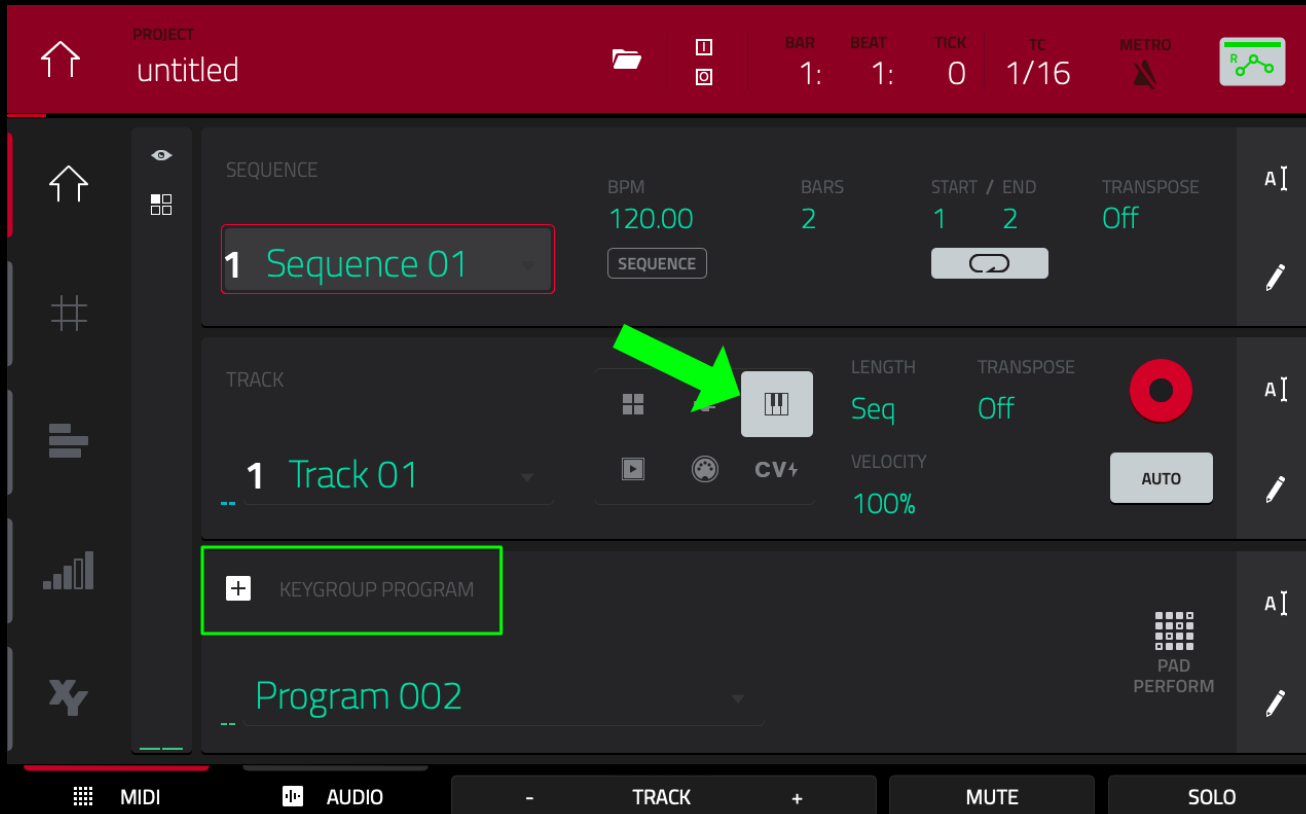 PROJECT
untitled
BAR BEAT TICK TC METRO
1: 1: 0 1/16
R
SEQUENCE
1 Sequence 01
BPM BARS START / END TRANSPOSE
120.00 2 1 2 Off
SEQUENCE
TRACK
1 Track 01
LENGTH TRANSPOSE
Seq Off
CV
VELOCITY
100%
AUTO
KEYGROUP PROGRAM
Program 002
PAD
PERFORM
A
A
A
XY
MIDI AUDIO - TRACK + MUTE SOLO